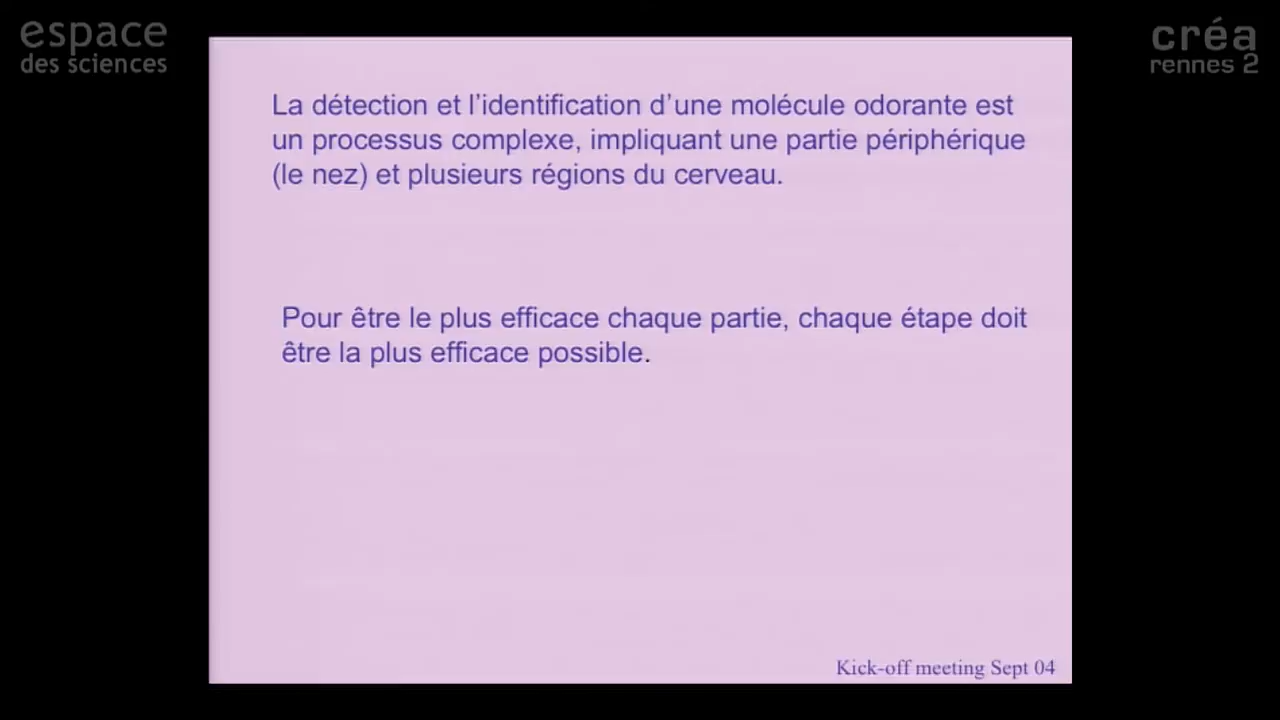 espace
des sciences
créa
rennes 2
La détection et l'identification d'une molécule odorante est
un processus complexe, impliquant une partie périphérique
(le nez) et plusieurs régions du cerveau.
Pour être le plus efficace chaque partie, chaque étape doit
être la plus efficace possible.
Kick-off meeting Sept 04